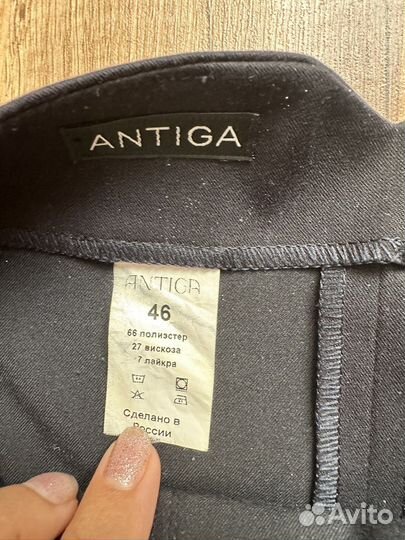 ANTIGA
ANTIGA
46
66 полиэстер
27 вискоза
7 лайкра
Сделано в
России
Avito